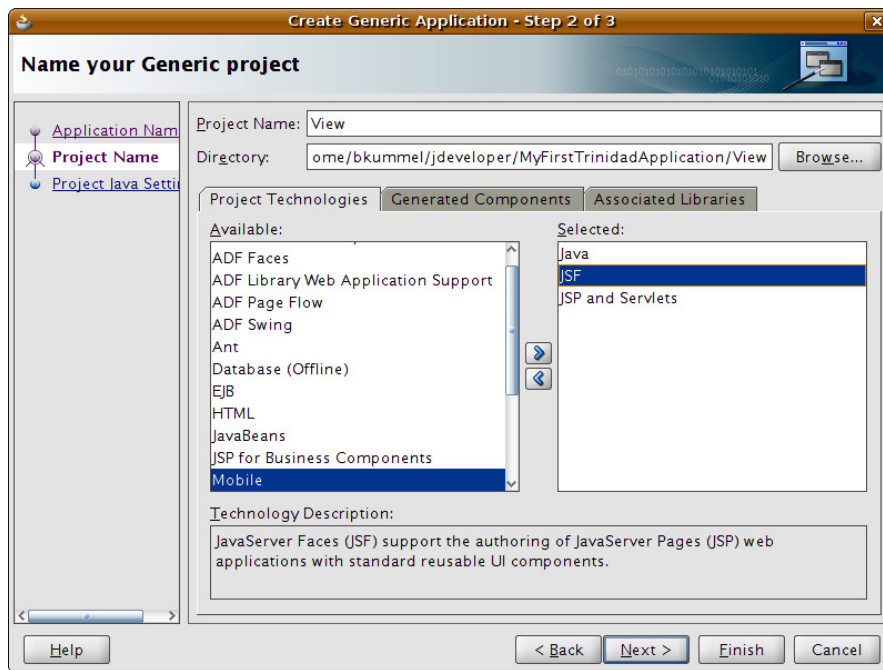 Create Generic Application - Step 2 of 3
Name your Generic project
Application Nam
Project Name
Project Java Settin
Project Name: View
Directory: ome/bkummel/jdeveloper/MyFirstTrinidadApplication/View Browse...
Project Technologies Generated Components Associated Libraries
Available:
ADF Faces
ADF Library Web Application Support
ADF Page Flow
ADF Swing
Ant
Database (Offline)
EJB
HTML
JavaBeans
JSP for Business Components
Mobile
Selected:
Java
JSF
JSP and Servlets
Technology Description:
JavaServer Faces (JSF) support the authoring of JavaServer Pages (JSP) web
applications with standard reusable UI components.
Help < Back Next > Finish Cancel